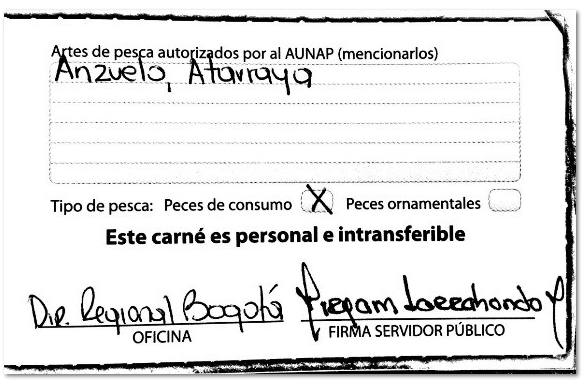 Artes de pesca autorizados por al AUNAP (mencionarlos)
Anzuelo, Atarraya
Tipo de pesca: Peces de consumo X Peces ornamentales
Este carné es personal e intransferible
Dir. Regional Bogotá
OFICINA FIRMA SERVIDOR PÚBLICO